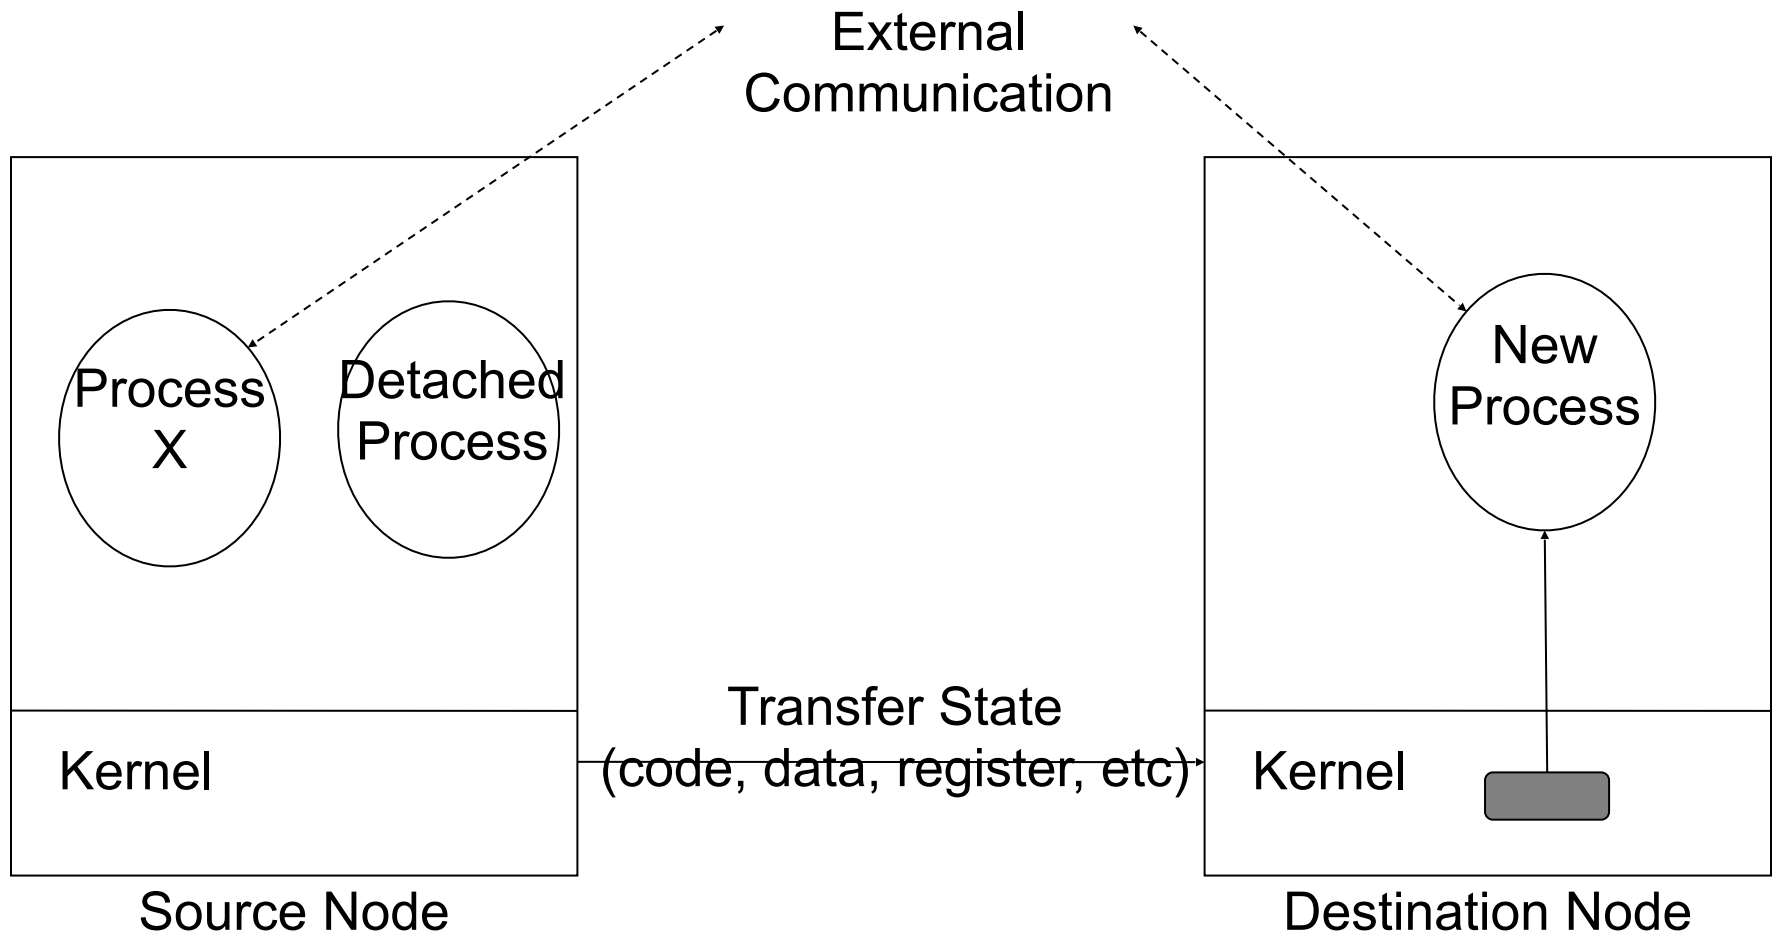 External
Communication
Process
X
Detached
Process
New
Process
Transfer State
(code, data, register, etc)
Kernel
Kernel
Source Node
Destination Node